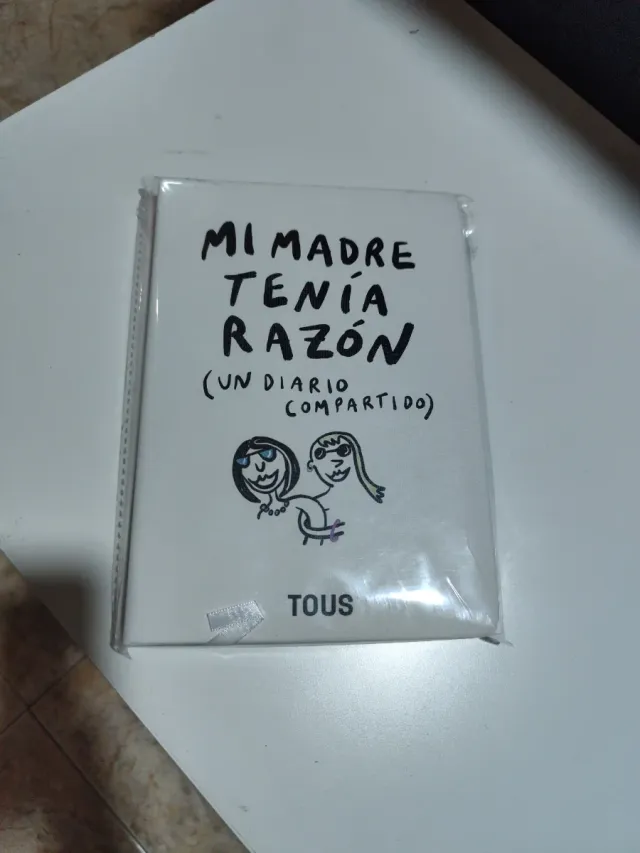 MI MADRE
TENÍA
RAZÓN
(UN DIARIO
COMPARTIDO)
TOUS